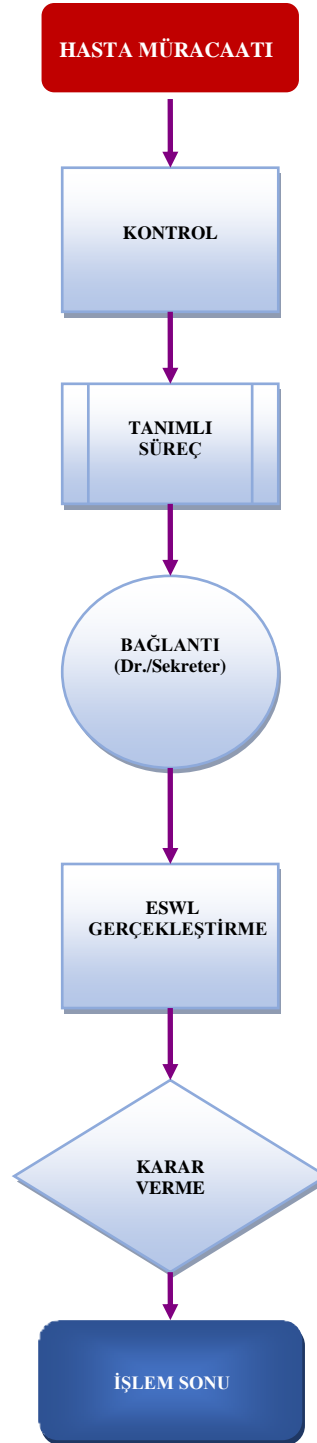 HASTA MÜRACAATI
KONTROL
TANIMLI
SÜREÇ
BAĞLANTI
(Dr./Sekreter)
ESWL
GERÇEKLEŞTİRME
KARAR
VERME
İŞLEM SONU